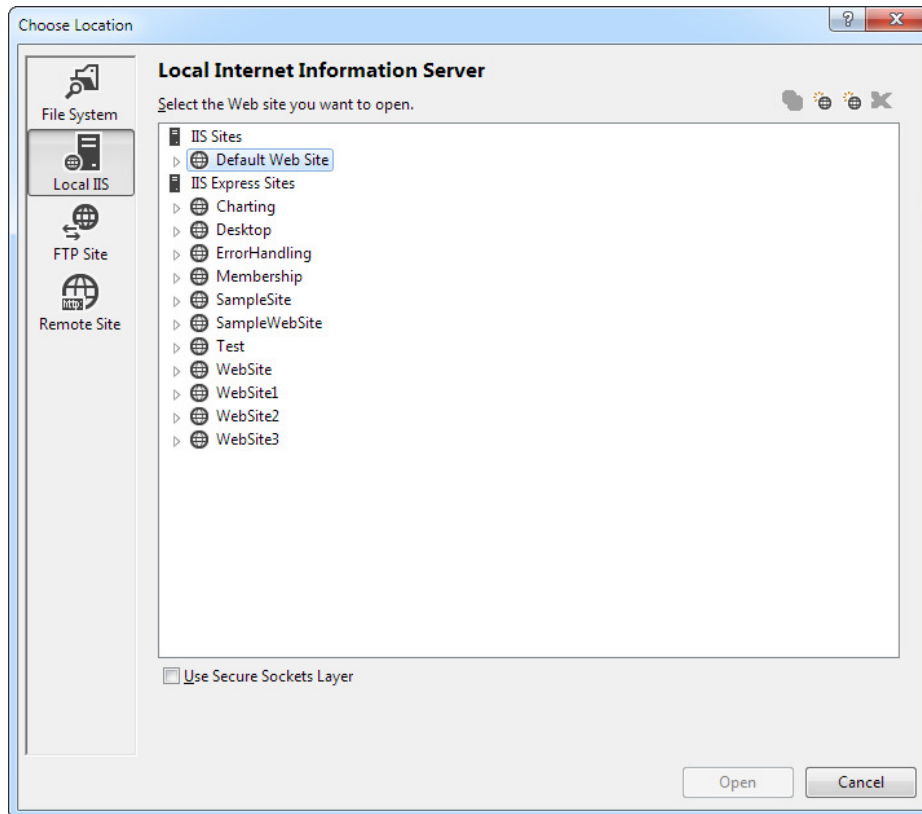 Choose Location
File System
Local IIS
FTP Site
http:
Remote Site
Local Internet Information Server
Select the Web site you want to open.
IIS Sites
Default Web Site
IIS Express Sites
Charting
Desktop
ErrorHandling
Membership
SampleSite
SampleWebSite
Test
WebSite
WebSite1
WebSite2
WebSite3
Use Secure Sockets Layer
Open
Cancel